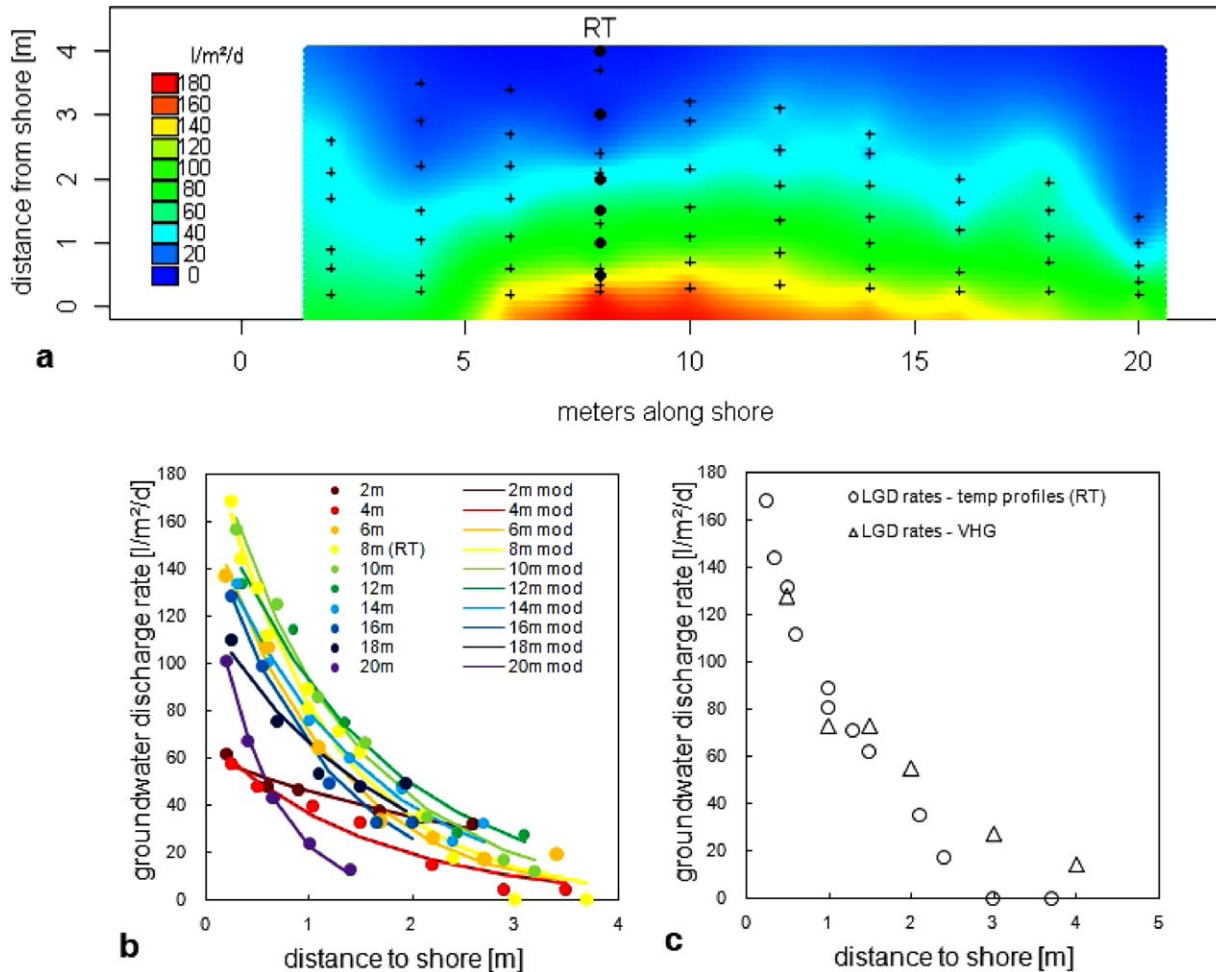 RT
l/m²/d
180
160
140
120
100
80
60
40
20
0
distance from shore [m]
4
3
2
1
0
0 5 10 15 20
a
meters along shore
groundwater discharge rate [l/m²/d]
180
160
140
120
100
80
60
40
20
0
2m 2m mod
4m 4m mod
6m 6m mod
8m (RT) 8m mod
10m 10m mod
12m 12m mod
14m 14m mod
16m 16m mod
18m 18m mod
20m 20m mod
0 1 2 3 4
b
distance to shore [m]
groundwater discharge rate [l/m²/d]
180
160
140
120
100
80
60
40
20
0
LGD rates - temp profiles (RT)
LGD rates - VHG
0 1 2 3 4 5
c
distance to shore [m]